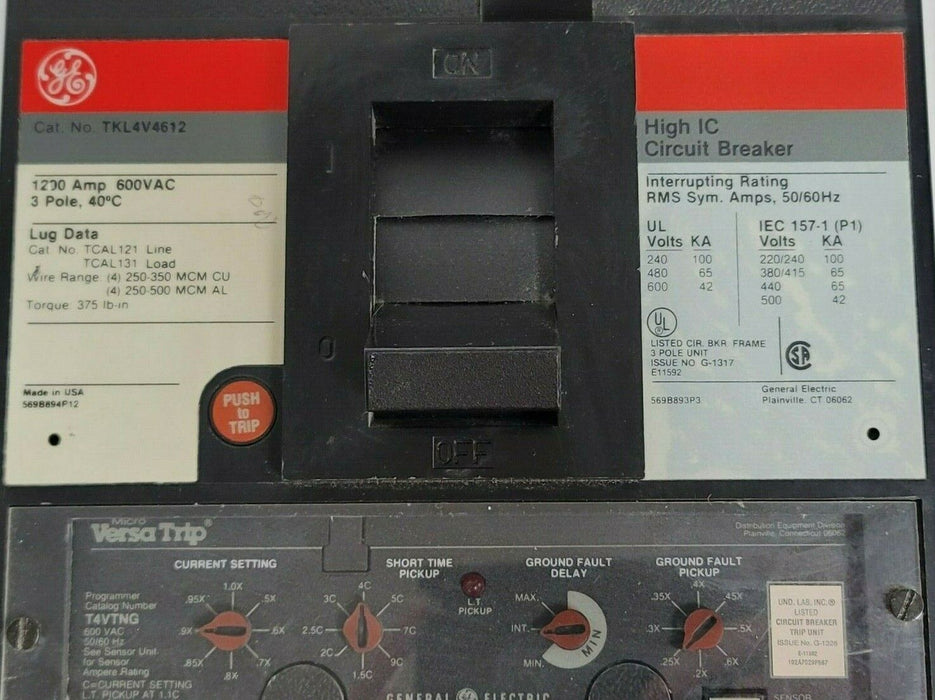 ON
GE
Cat. No. TKL4V4612
1200 Amp 600VAC
3 Pole, 40°C
Lug Data
Cat. No. TCAL121 Line
TCAL131 Load
Wire Range (4) 250-350 MCM CU
(4) 250-500 MCM AL
Torque 375 lb-in
Made in USA
569B894P12
PUSH
to
TRIP
I
O
OFF
High IC
Circuit Breaker
Interrupting Rating
RMS Sym. Amps, 50/60Hz
UL IEC 157-1 (P1)
Volts KA Volts KA
240 100 220/240 100
480 65 380/415 65
600 42 440 65
500 42
UL
LISTED CIR. BKR. FRAME
3 POLE UNIT
ISSUE NO. G-1317
E11592
569B893P3
General Electric
Plainville, CT 06062
Micro
Versa Trip®
Distribution Equipment Division
Plainville, Connecticut 06062
CURRENT SETTING
.95X 1.0X .5X
.9X .6X
.85X .8X .7X
Programmer
Catalog Number
T4VTNG
600 VAC
50/60 Hz
See Sensor Unit
for Sensor
Ampere Rating
C=CURRENT SETTING
L.T. PICKUP AT 1.1C
SHORT TIME
PICKUP
3C 4C 5C
2.5C 7C
2C 1.5C 9C
L.T.
PICKUP
GROUND FAULT
DELAY
MAX.
INT.
MIN.
MIN
GROUND FAULT
PICKUP
.35X .4X .45X
.3X .6X
.25X .2X
UND. LAB. INC.®
LISTED
CIRCUIT BREAKER
TRIP UNIT
ISSUE No. G-1326
E-11592
GENERAL GE ELECTRIC
SENSOR